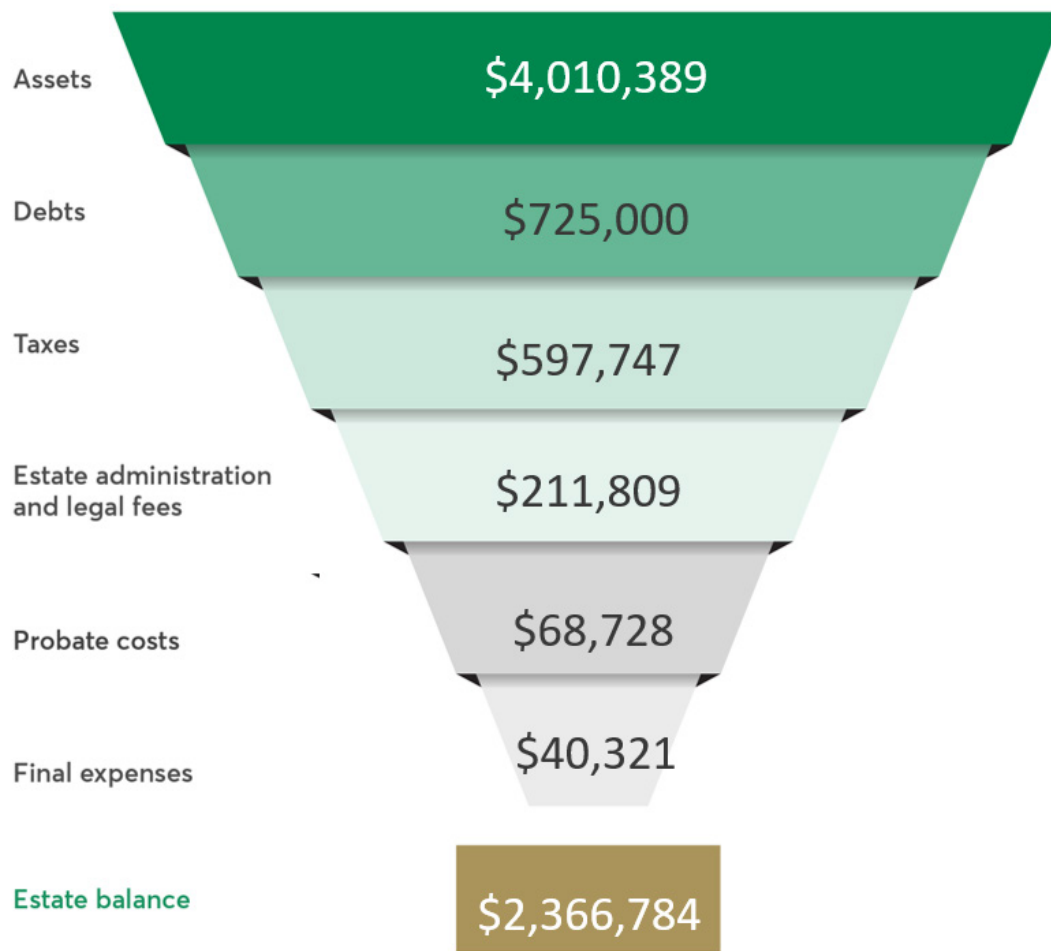 Assets
$4,010,389
Debts
$725,000
Taxes
$597,747
Estate administration
and legal fees
$211,809
Probate costs
$68,728
Final expenses
$40,321
Estate balance
$2,366,784